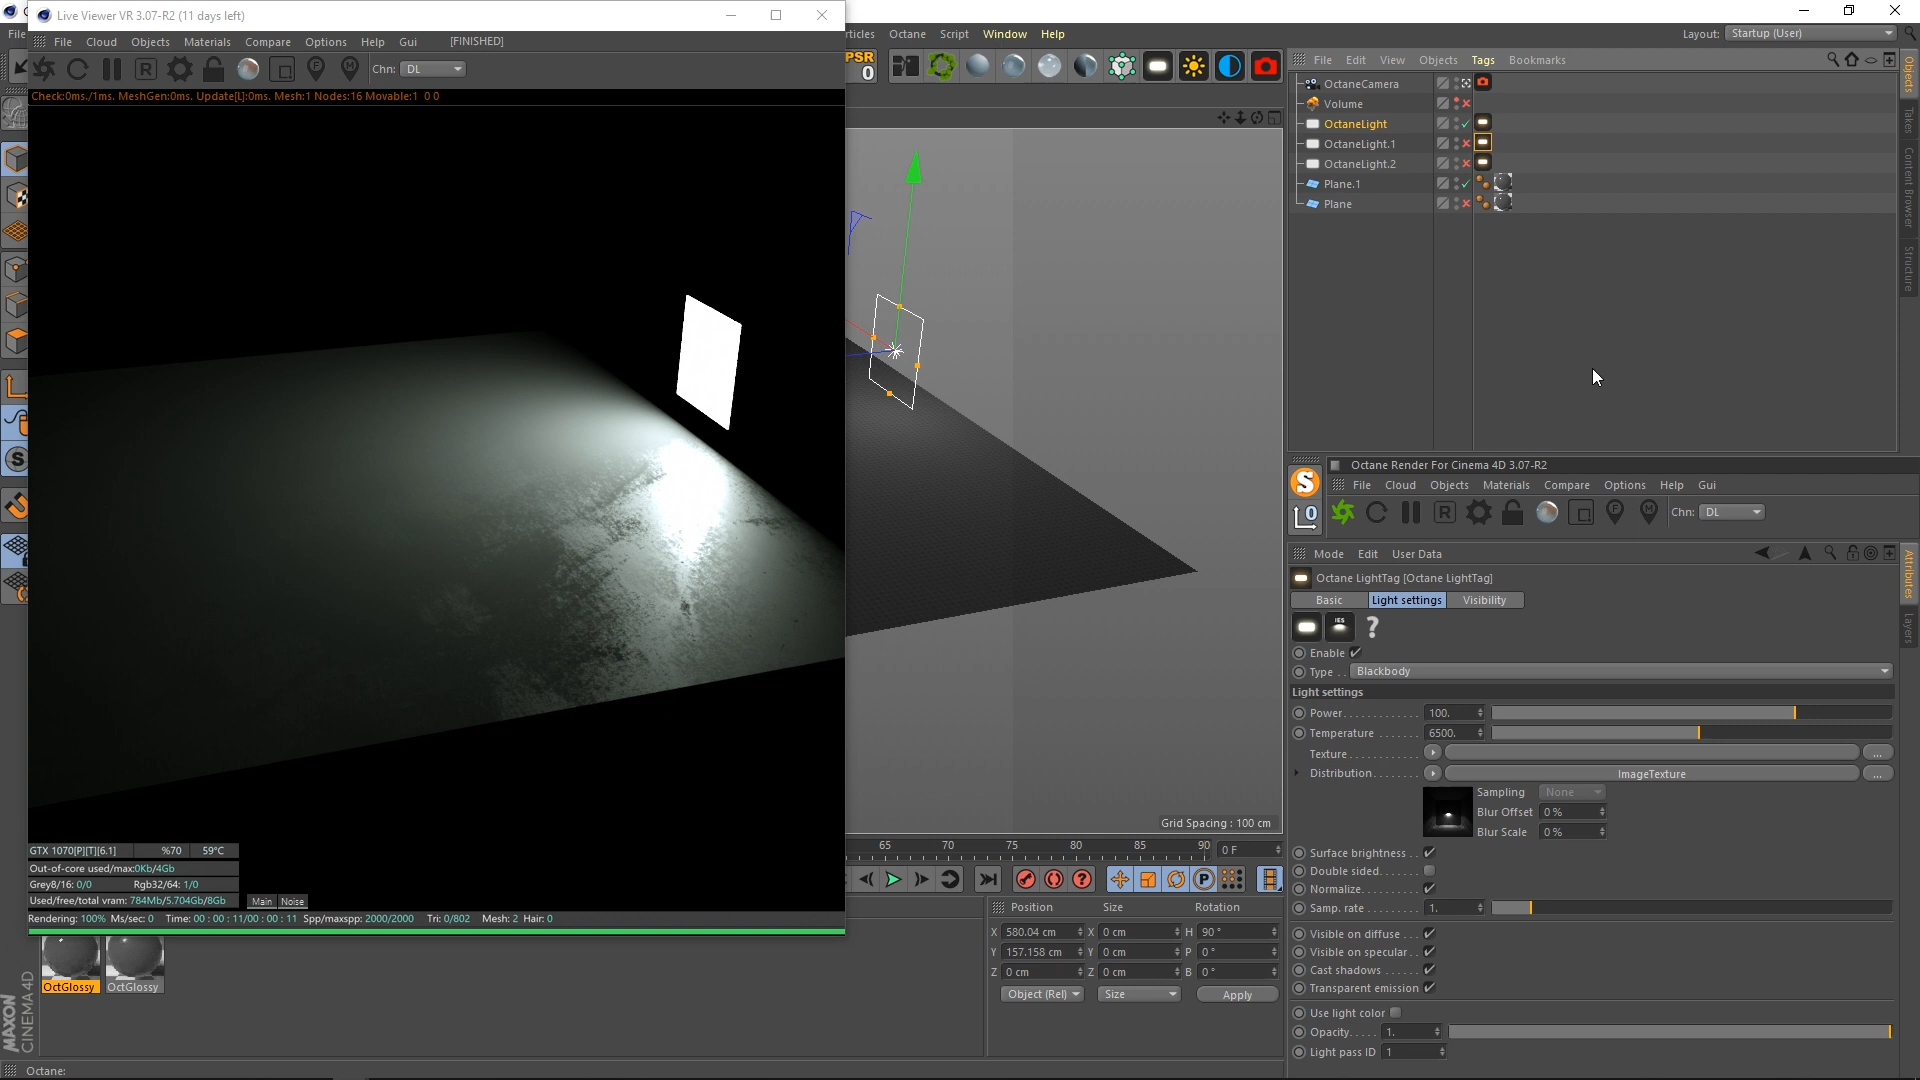 Live Viewer VR 3.07-R2 (11 days left)
File Cloud Objects Materials Compare Options Help Gui [FINISHED]
Chn: DL
Check:0ms./1ms. MeshGen:0ms. Update[L]:0ms. Mesh:1 Nodes:16 Movable:1 0 0
GTX 1070[P][T][6.1] %70 59°C
Out-of-core used/max:0Kb/4Gb
Grey8/16: 0/0 Rgb32/64: 1/0
Used/free/total vram: 784Mb/5.704Gb/8Gb
Main Noise
Rendering: 100% Ms/sec: 0 Time: 00 : 00 : 11/00 : 00 : 11 Spp/maxspp: 2000/2000 Tri: 0/802 Mesh: 2 Hair: 0
OctGlossy OctGlossy
MAXON
CINEMA 4D
Octane:
File
rticles Octane Script Window Help
Layout: Startup (User)
PSR
0
Grid Spacing : 100 cm
65 70 75 80 85 90 0 F
Position Size Rotation
X 580.04 cm X 0 cm H 90 °
Y 157.158 cm Y 0 cm P 0 °
Z 0 cm Z 0 cm B 0 °
Object (Rel) Size Apply
File Edit View Objects Tags Bookmarks
OctaneCamera
Volume
OctaneLight
OctaneLight.1
OctaneLight.2
Plane.1
Plane
Objects
Takes
Content Browser
Structure
Octane Render For Cinema 4D 3.07-R2
File Cloud Objects Materials Compare Options Help Gui
Chn: DL
Mode Edit User Data
Octane LightTag [Octane LightTag]
Basic Light settings Visibility
IES ?
Enable
Type . . Blackbody
Light settings
Power............ 100.
Temperature ....... 6500.
Texture............
Distribution........ ImageTexture
Sampling None
Blur Offset 0 %
Blur Scale 0 %
Surface brightness . .
Double sided.......
Normalize..........
Samp. rate ......... 1.
Visible on diffuse . . .
Visible on specular . .
Cast shadows ......
Transparent emission
Use light color
Opacity..... 1.
Light pass ID 1
Attributes
Layers